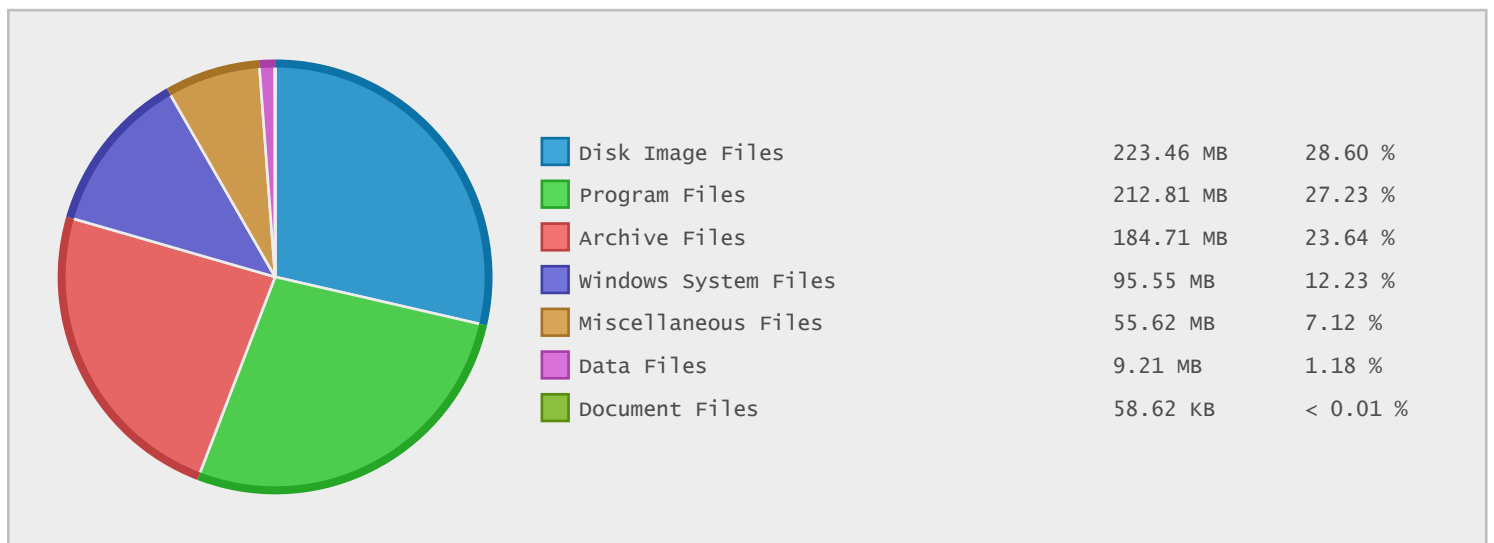 Disk Image Files 223.46 MB 28.60 %
Program Files 212.81 MB 27.23 %
Archive Files 184.71 MB 23.64 %
Windows System Files 95.55 MB 12.23 %
Miscellaneous Files 55.62 MB 7.12 %
Data Files 9.21 MB 1.18 %
Document Files 58.62 KB < 0.01 %